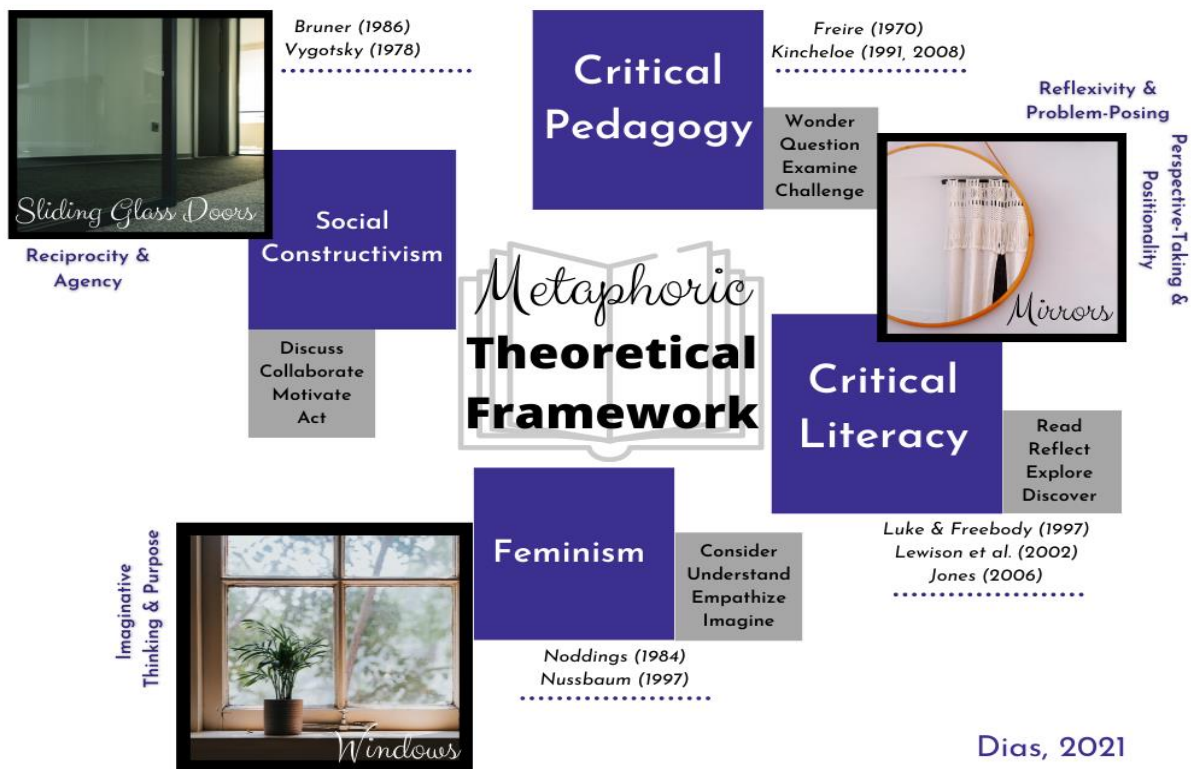 Bruner (1986)
Vygotsky (1978)
Sliding Glass Doors
Reciprocity &
Agency
Social
Constructivism
Discuss
Collaborate
Motivate
Act
Critical
Pedagogy
Freire (1970)
Kincheloe (1991, 2008)
Wonder
Question
Examine
Challenge
Reflexivity &
Problem-Posing
Perspective-Taking &
Positionality
Mirrors
Metaphoric
Theoretical
Framework
Critical
Literacy
Read
Reflect
Explore
Discover
Luke & Freebody (1997)
Lewison et al. (2002)
Jones (2006)
Feminism
Consider
Understand
Empathize
Imagine
Noddings (1984)
Nussbaum (1997)
Imaginative
Thinking & Purpose
Windows
Dias, 2021